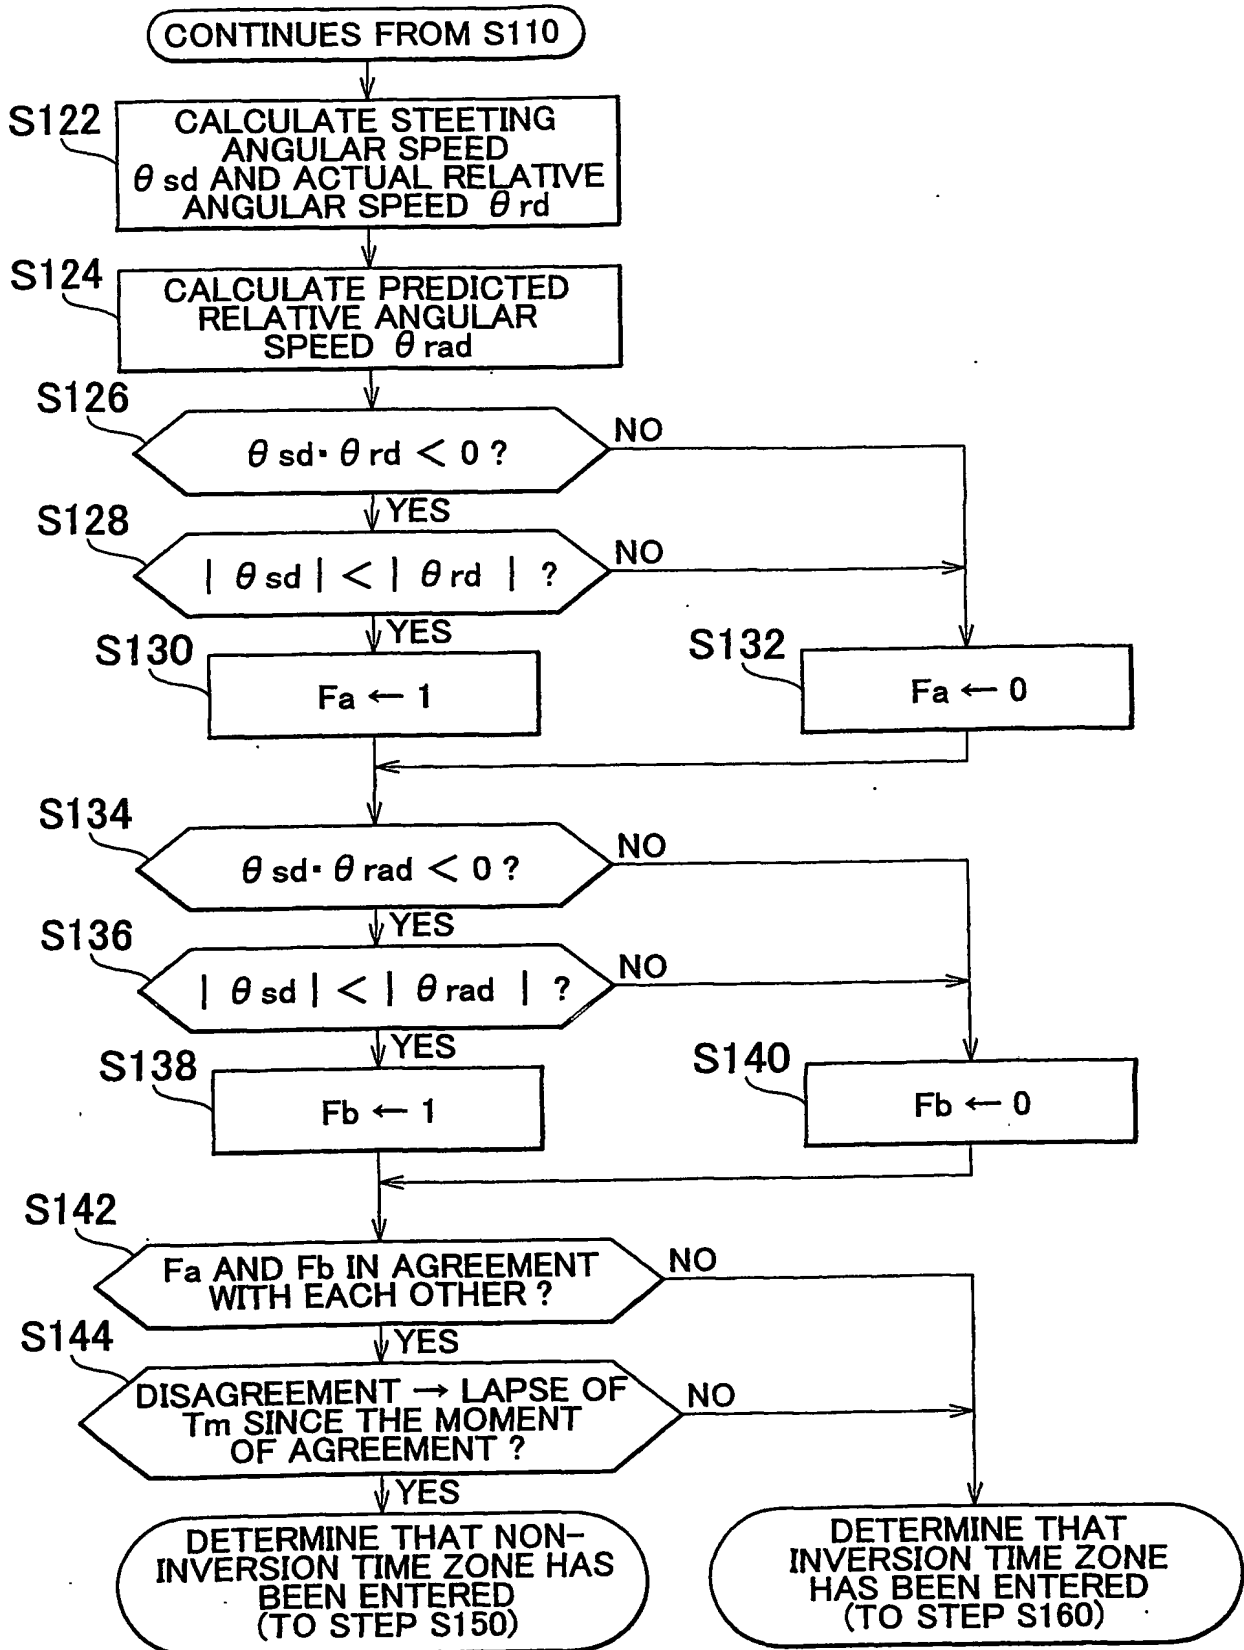 CONTINUES FROM S110
S122
CALCULATE STEETING
ANGULAR SPEED
θ sd AND ACTUAL RELATIVE
ANGULAR SPEED θ rd
S124
CALCULATE PREDICTED
RELATIVE ANGULAR
SPEED θ rad
S126
θ sd · θ rd < 0 ?
NO
YES
S128
| θ sd | < | θ rd | ?
NO
YES
S130
Fa ← 1
S132
Fa ← 0
S134
θ sd · θ rad < 0 ?
NO
YES
S136
| θ sd | < | θ rad | ?
NO
YES
S138
Fb ← 1
S140
Fb ← 0
S142
Fa AND Fb IN AGREEMENT
WITH EACH OTHER ?
NO
YES
S144
DISAGREEMENT → LAPSE OF
Tm SINCE THE MOMENT
OF AGREEMENT ?
NO
YES
DETERMINE THAT NON-
INVERSION TIME ZONE HAS
BEEN ENTERED
(TO STEP S150)
DETERMINE THAT
INVERSION TIME ZONE
HAS BEEN ENTERED
(TO STEP S160)